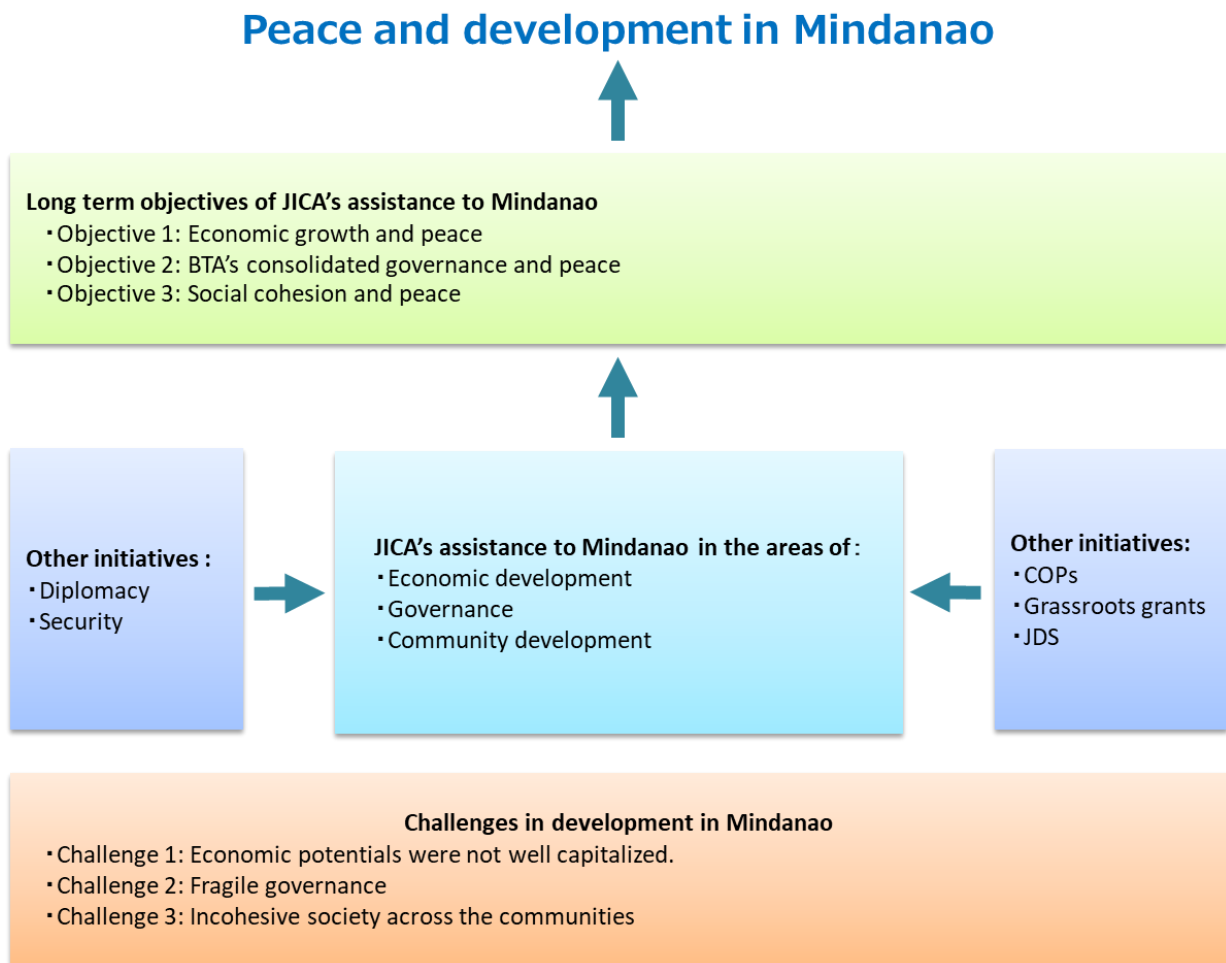 Peace and development in Mindanao
Long term objectives of JICA's assistance to Mindanao
・Objective 1: Economic growth and peace
・Objective 2: BTA's consolidated governance and peace
・Objective 3: Social cohesion and peace
Other initiatives :
・Diplomacy
・Security
JICA's assistance to Mindanao in the areas of :
・Economic development
・Governance
・Community development
Other initiatives:
・COPs
・Grassroots grants
・JDS
Challenges in development in Mindanao
・Challenge 1: Economic potentials were not well capitalized.
・Challenge 2: Fragile governance
・Challenge 3: Incohesive society across the communities